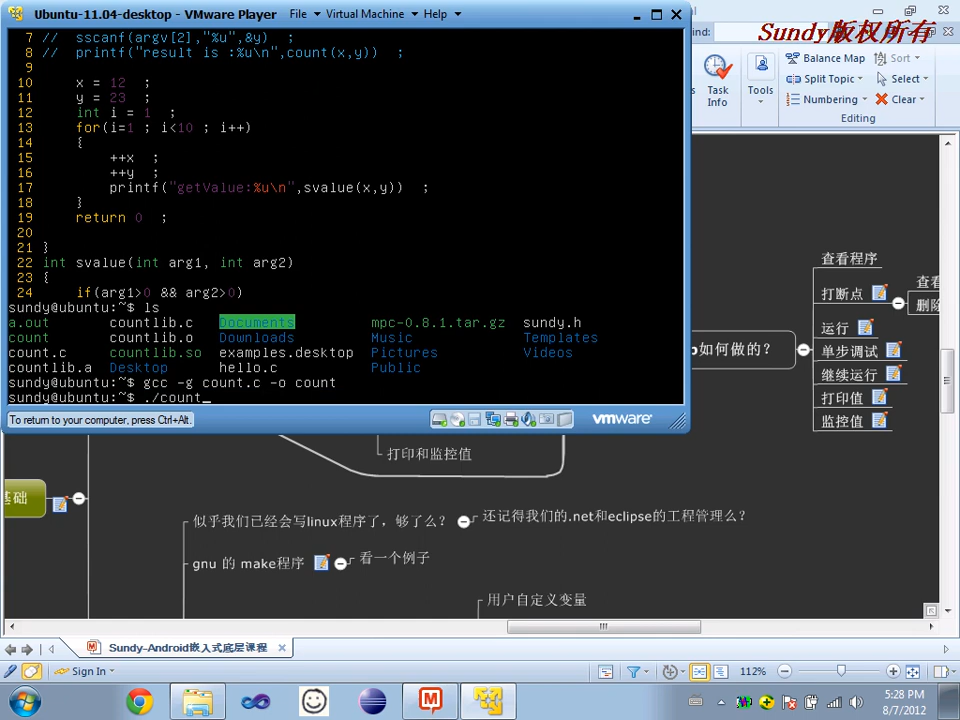 Ubuntu-11.04-desktop - VMware Player File Virtual Machine Help
Sundy版权所有
7 // sscanf(argv[2],"%u",&y) ;
8 // printf("result is :%u\n",count(x,y)) ;
9
10 x = 12 ;
11 y = 23 ;
12 int i = 1 ;
13 for(i=1 ; i<10 ; i++)
14 {
15 ++x ;
16 ++y ;
17 printf("getValue:%u\n",svalue(x,y)) ;
18 }
19 return 0 ;
20
21 }
22 int svalue(int arg1, int arg2)
23 {
24 if(arg1>0 && arg2>0)
sundy@ubuntu:~$ ls
a.out countlib.c Documents mpc-0.8.1.tar.gz sundy.h
count countlib.o Downloads Music Templates
count.c countlib.so examples.desktop Pictures Videos
countlib.a Desktop hello.c Public
sundy@ubuntu:~$ gcc -g count.c -o count
sundy@ubuntu:~$ ./count_
To return to your computer, press Ctrl+Alt.
vmware
Balance Map Sort
Split Topic Select
Numbering Clear
Task Info
Tools
Editing
查看程序
打断点
删除
运行
如何做的？
单步调试
继续运行
打印值
监控值
打印和监控值
基础
似乎我们已经会写linux程序了，够了么？
还记得我们的.net和eclipse的工程管理么？
gnu 的 make程序
看一个例子
用户自定义变量
Sundy-Android嵌入式底层课程
Sign In
112%
5:28 PM
8/7/2012